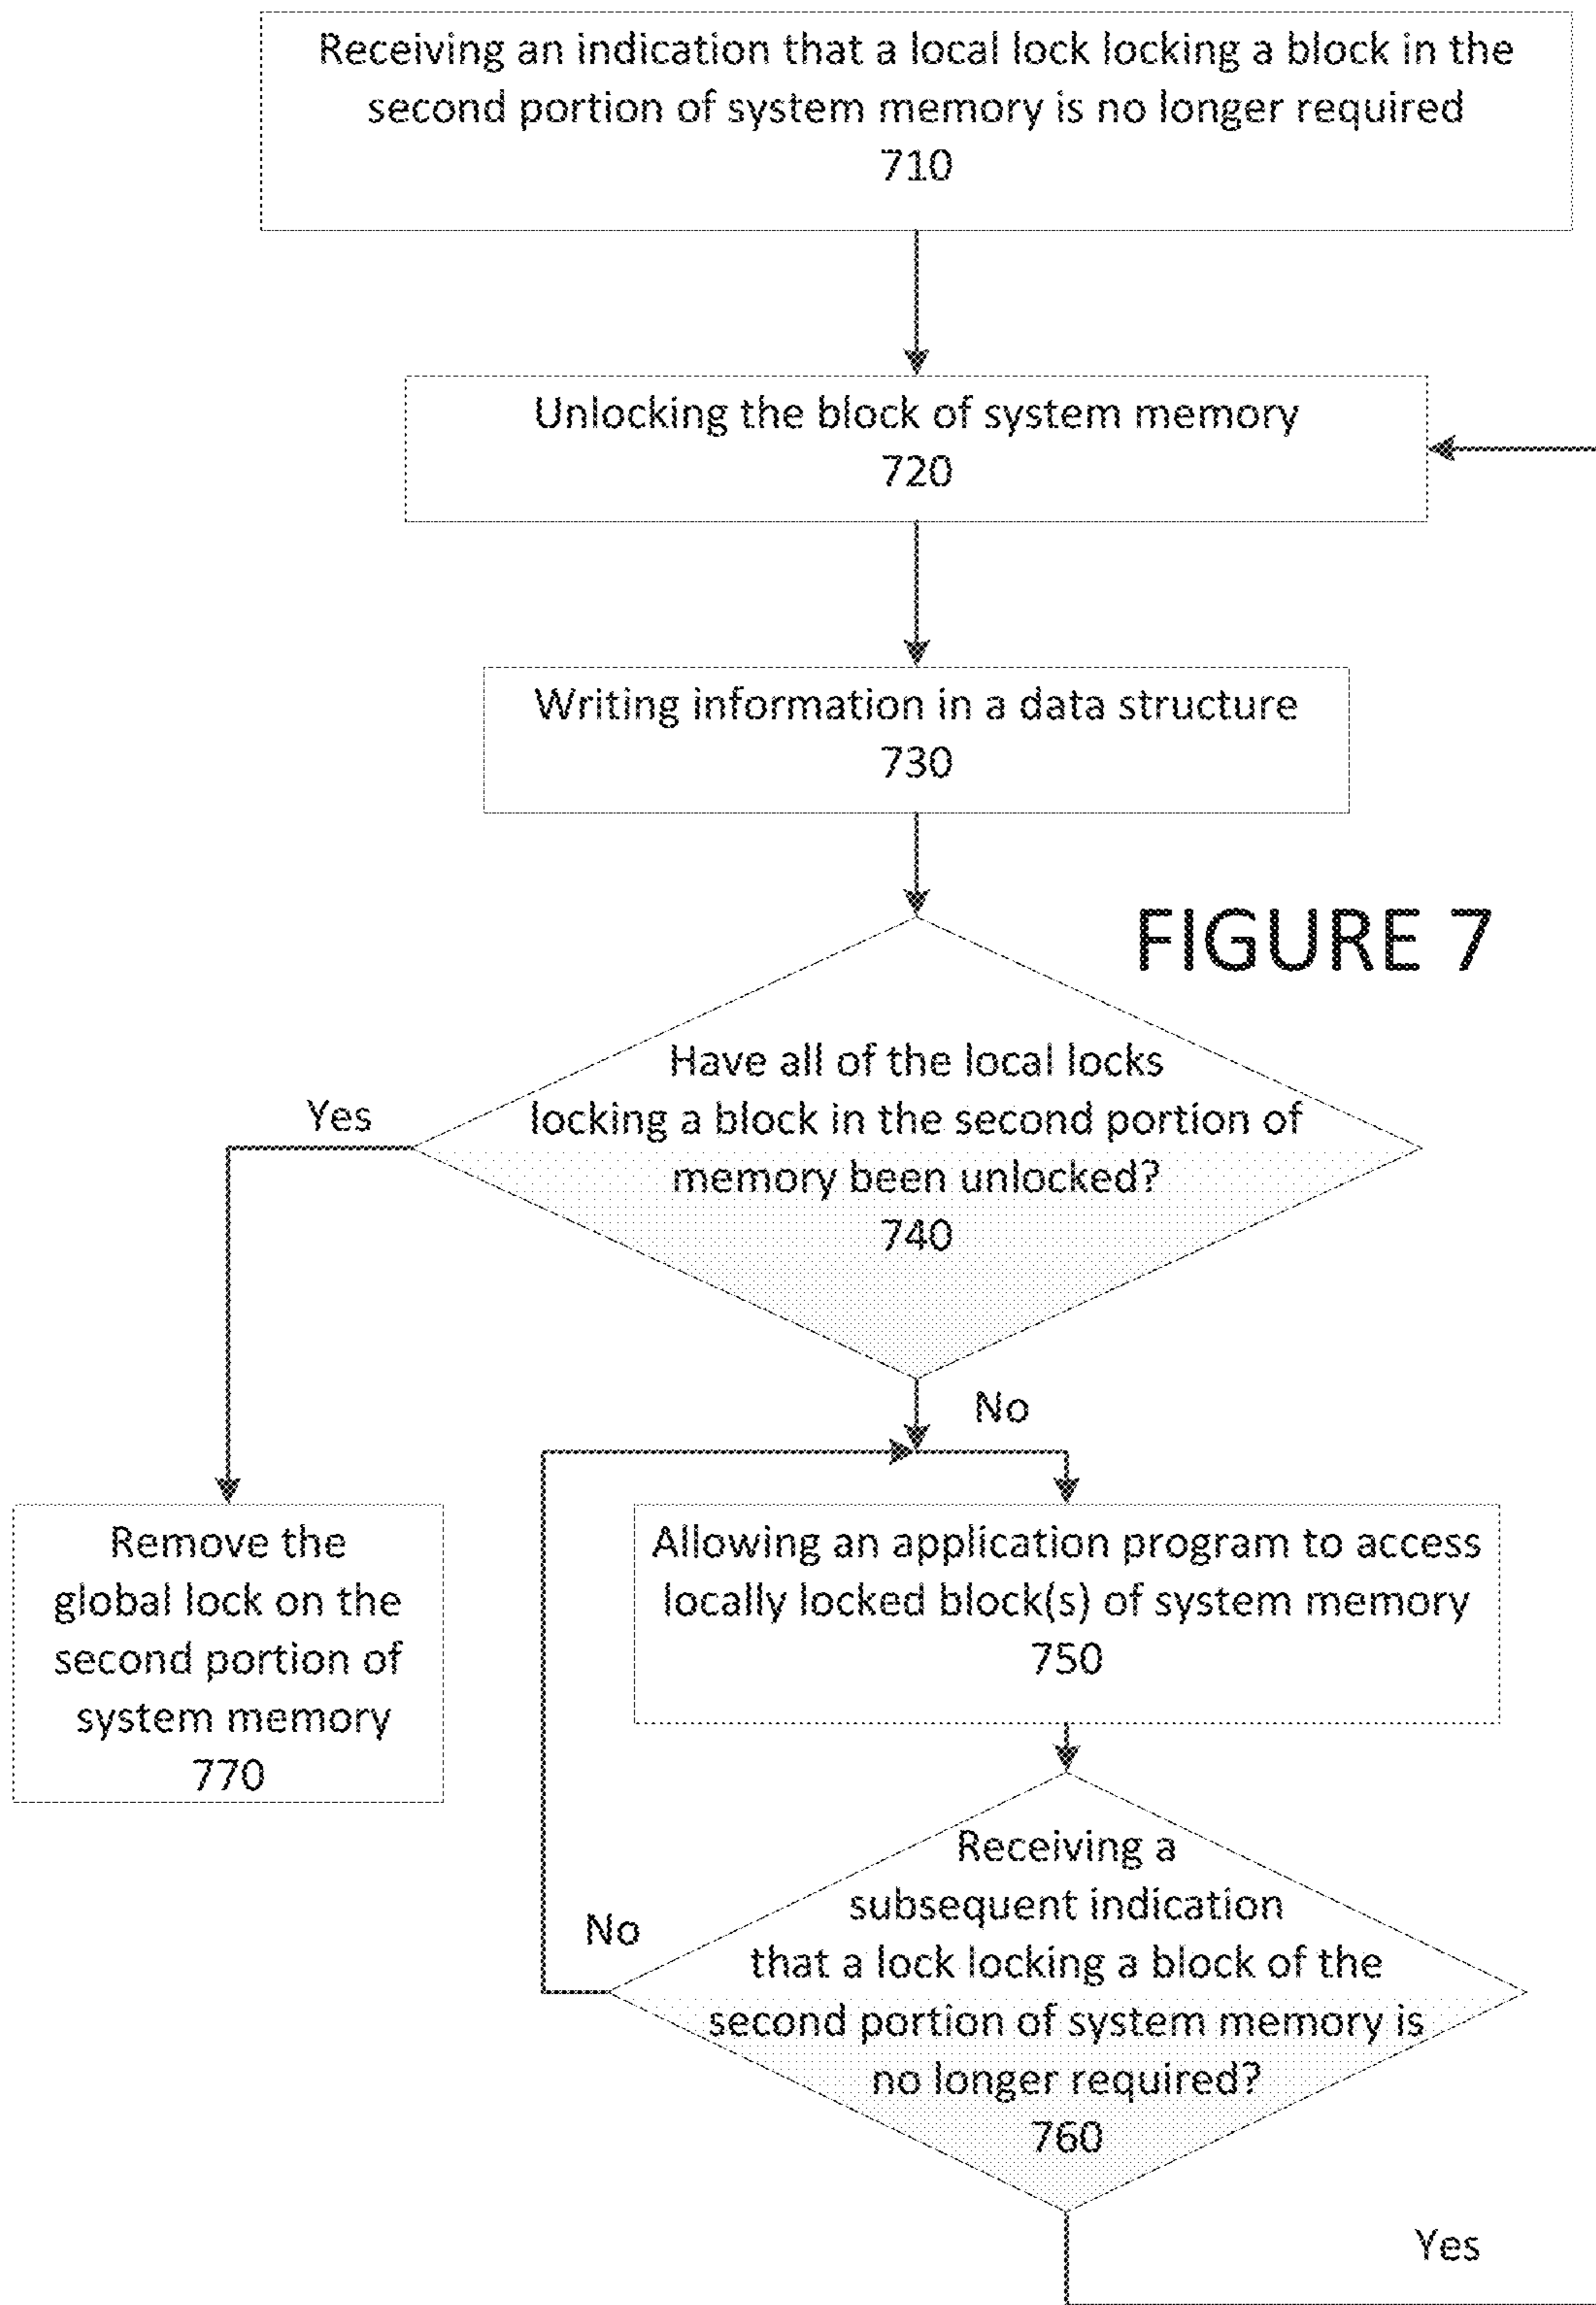 Receiving an indication that a local lock locking a block in the
second portion of system memory is no longer required
710
Unlocking the block of system memory
720
Writing information in a data structure
730
FIGURE 7
Have all of the local locks
locking a block in the second portion of
memory been unlocked?
740
Yes
No
Remove the
global lock on the
second portion of
system memory
770
Allowing an application program to access
locally locked block(s) of system memory
750
Receiving a
subsequent indication
that a lock locking a block of the
second portion of system memory is
no longer required?
760
No
Yes